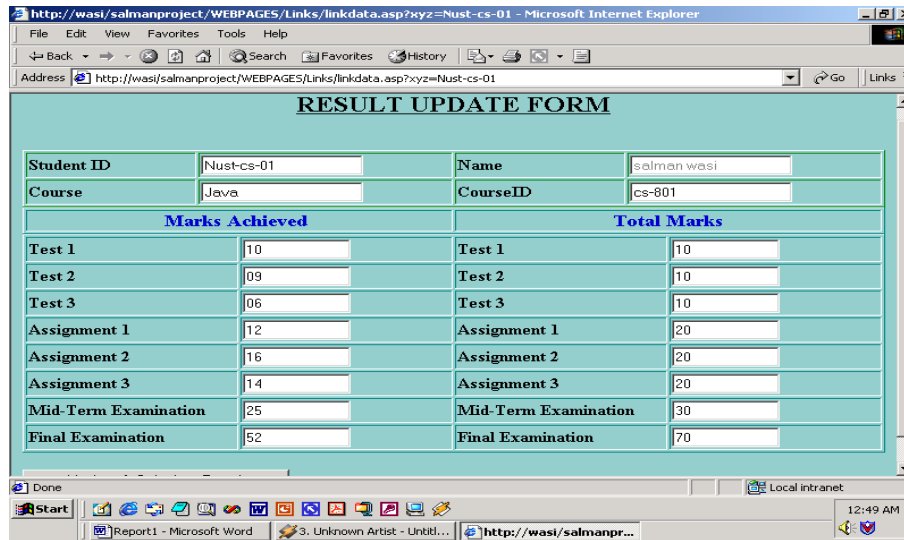 http://wasi/salmanproject/WEBPAGES/Links/linkdata.asp?xyz=Nust-cs-01 - Microsoft Internet Explorer
File Edit View Favorites Tools Help
Back Search Favorites History
Address http://wasi/salmanproject/WEBPAGES/Links/linkdata.asp?xyz=Nust-cs-01 Go Links
RESULT UPDATE FORM
Student ID Nust-cs-01 Name salman wasi
Course Java CourseID cs-801
Marks Achieved Total Marks
Test 1 10 Test 1 10
Test 2 09 Test 2 10
Test 3 06 Test 3 10
Assignment 1 12 Assignment 1 20
Assignment 2 16 Assignment 2 20
Assignment 3 14 Assignment 3 20
Mid-Term Examination 25 Mid-Term Examination 30
Final Examination 52 Final Examination 70
Done Local intranet
Start 12:49 AM
Report1 - Microsoft Word 3. Unknown Artist - Untitl... http://wasi/salmanpr...